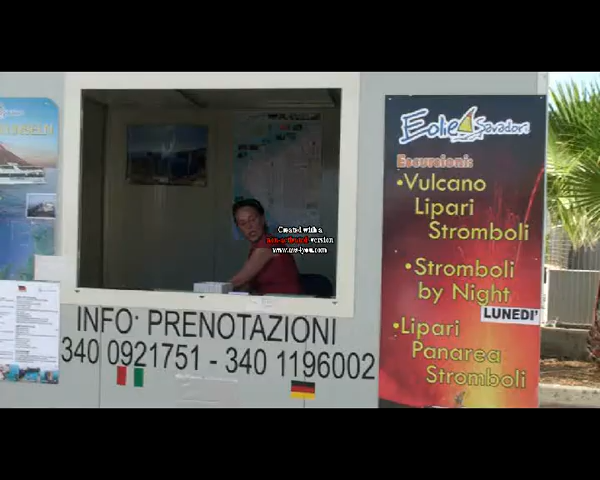 Eolie Savadori
Escursioni:
•Vulcano
Lipari
Stromboli
•Stromboli
by Night
LUNEDI'
•Lipari
Panarea
Stromboli
INFO PRENOTAZIONI
340 0921751 - 340 1196002
Created with a
version